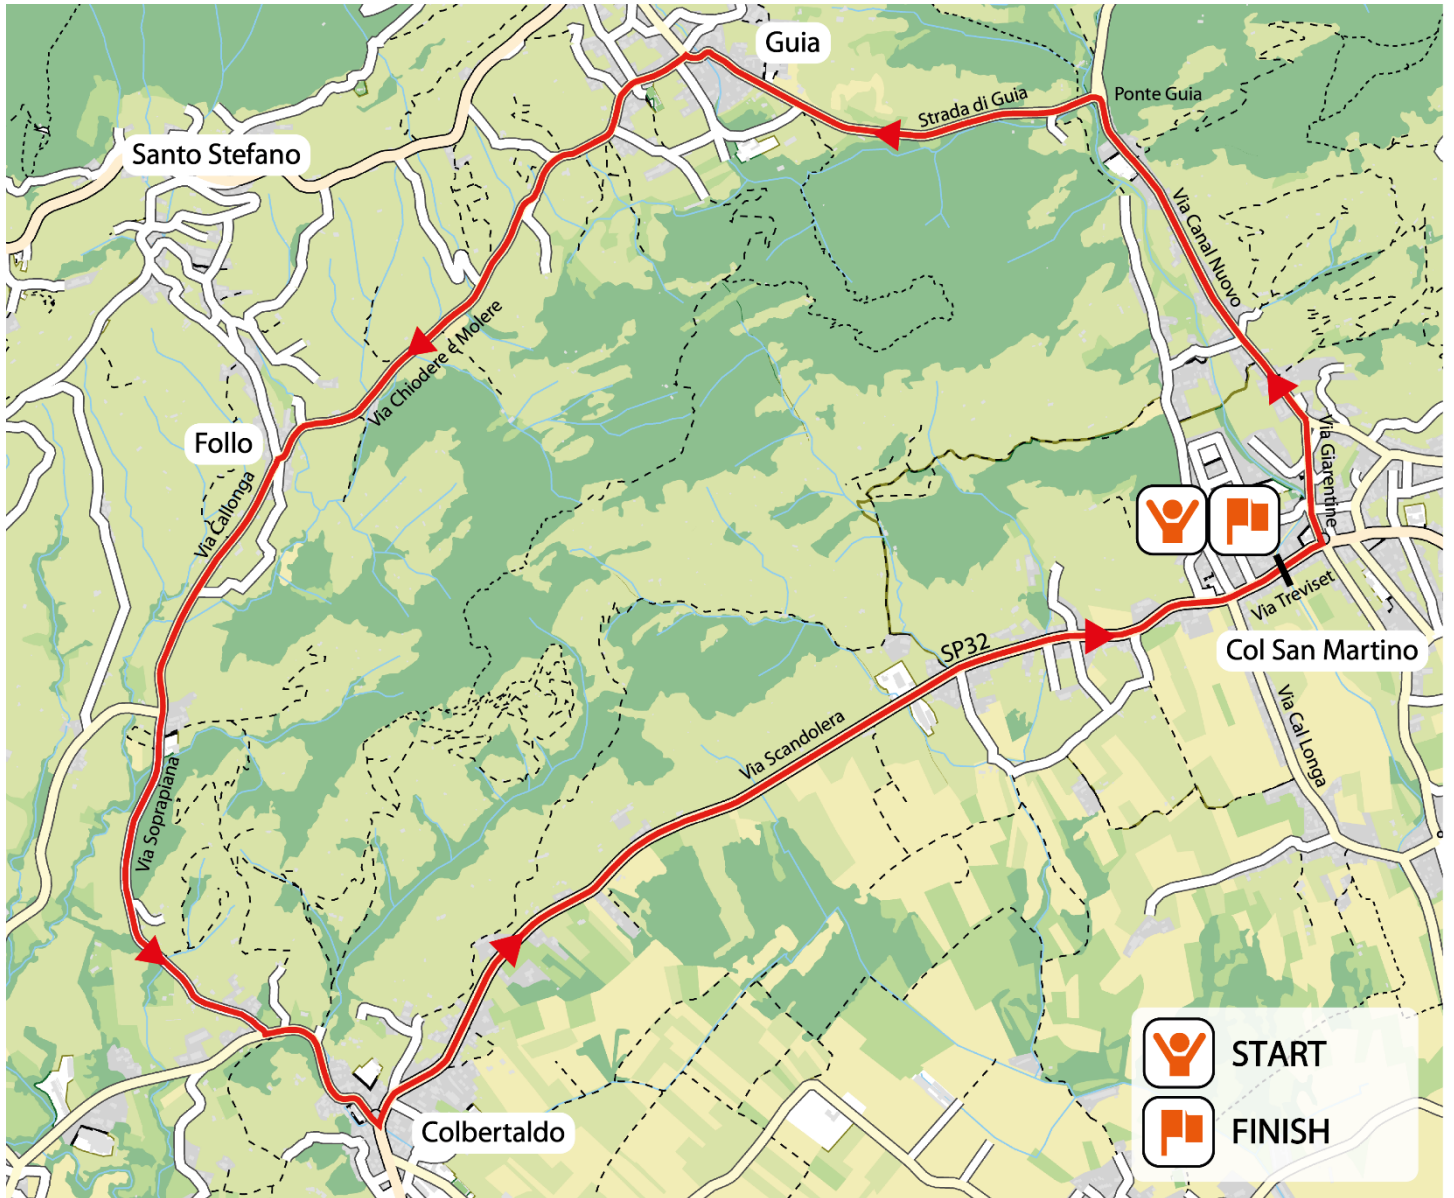 Guia
Strada di Guia
Ponte Guia
Santo Stefano
Via Canal Nuovo
Via Chiodere e Molere
Follo
Via Giarentine
Via Callonga
Via Treviset
SP32
Col San Martino
Via Cal Longa
Via Scandolera
Via Soprapiana
START
Colbertaldo
FINISH